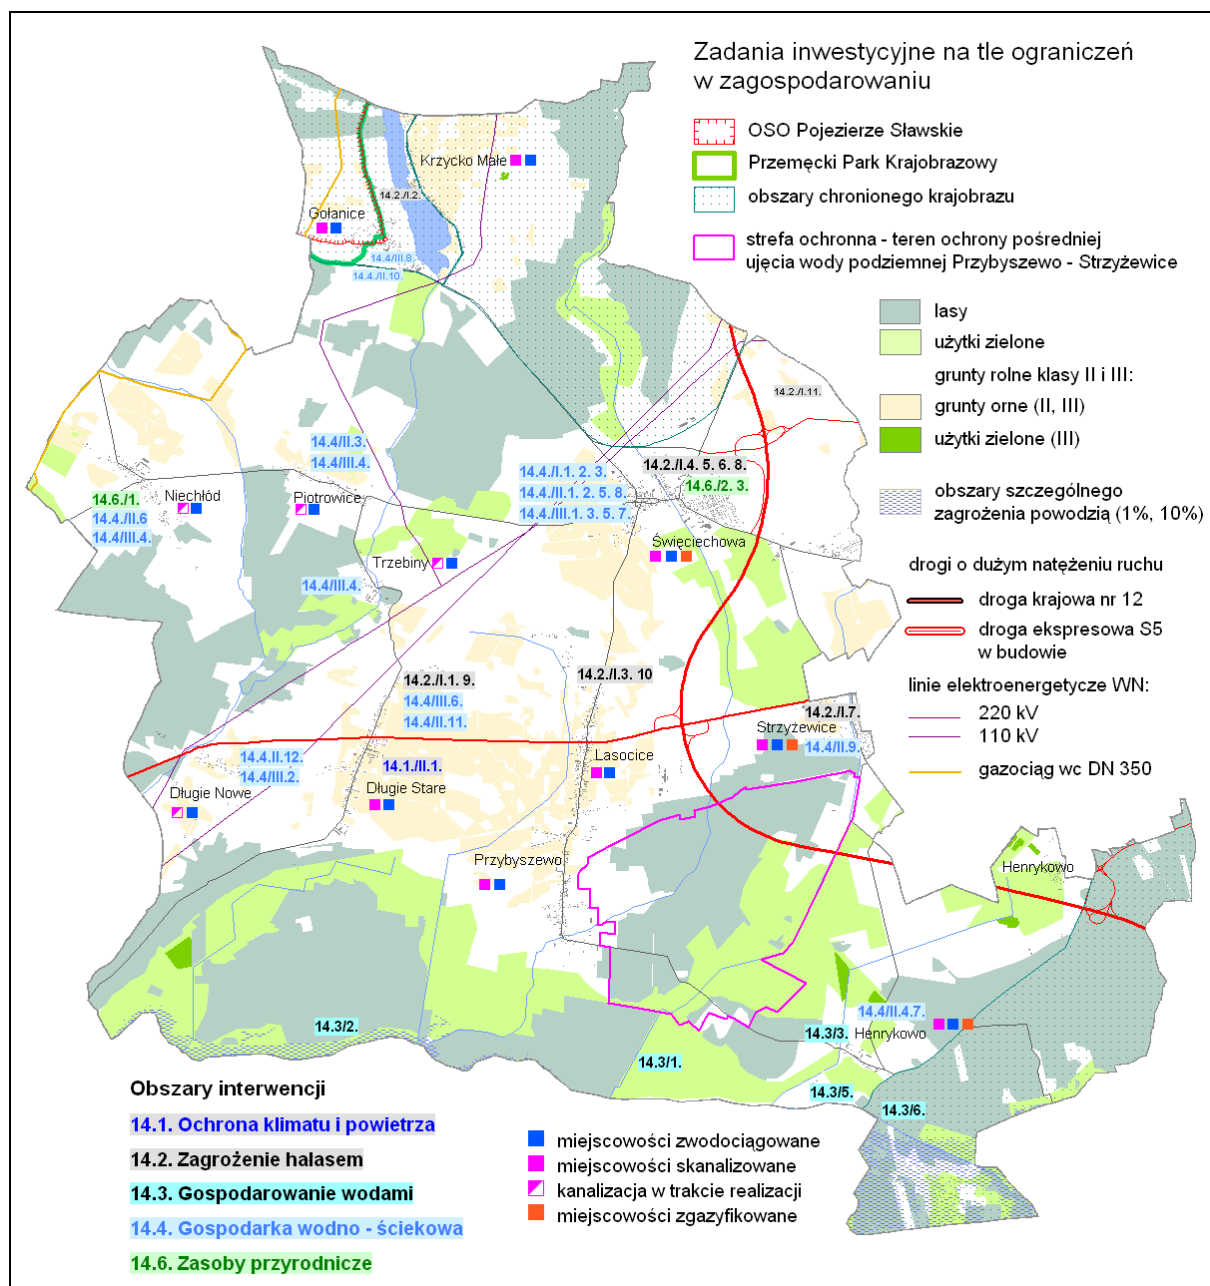 Zadania inwestycyjne na tle ograniczeń
w zagospodarowaniu
OSO Pojezierze Sławskie
Przemęcki Park Krajobrazowy
obszary chronionego krajobrazu
strefa ochronna - teren ochrony pośredniej
ujęcia wody podziemnej Przybyszewo - Strzyżewice
lasy
użytki zielone
grunty rolne klasy II i III:
grunty orne (II, III)
użytki zielone (III)
obszary szczególnego
zagrożenia powodzią (1%, 10%)
drogi o dużym natężeniu ruchu
droga krajowa nr 12
droga ekspresowa S5
w budowie
linie elektroenergetycze WN:
220 kV
110 kV
gazociąg wc DN 350
Krzycko Małe
14.2./I.2.
Gołanice
14.4/III.8.
14.4./II.10.
14.2./I.11.
14.4/II.3.
14.4/III.4.
14.4./I.1. 2. 3.
14.4./II.1. 2. 5. 8.
14.4./III.1. 3. 5. 7.
14.2./I.4. 5. 6. 8.
14.6./2. 3.
14.6./1.
14.4./II.6
14.4/III.4.
Niechłód
Piotrowice
Święciechowa
Trzebiny
14.4/III.4.
14.2./I.1. 9.
14.4/III.6.
14.4/II.11.
14.2./I.3. 10
14.2./I.7.
Strzyżewice
14.4/II.9.
14.4.II.12.
14.4/III.2.
14.1./II.1.
Lasocice
Długie Nowe
Długie Stare
Przybyszewo
Henrykowo
14.4/II.4.7.
14.3/3.
Henrykowo
14.3/2.
14.3/1.
14.3/5.
14.3/6.
Obszary interwencji
14.1. Ochrona klimatu i powietrza
14.2. Zagrożenie hałasem
14.3. Gospodarowanie wodami
14.4. Gospodarka wodno - ściekowa
14.6. Zasoby przyrodnicze
miejscowości zwodociągowane
miejscowości skanalizowane
kanalizacja w trakcie realizacji
miejscowości zgazyfikowane